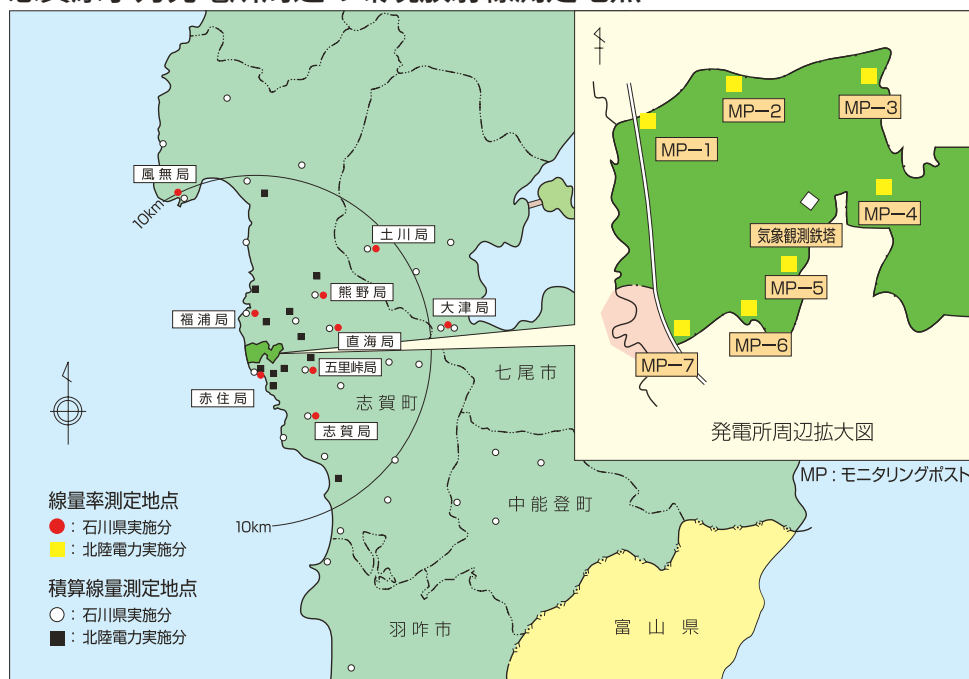 風無局
10km
土川局
熊野局
大津局
福浦局
直海局
五里峠局
赤住局
志賀町
志賀局
七尾市
中能登町
10km
羽咋市
富山県
MP-1
MP-2
MP-3
MP-4
気象観測鉄塔
MP-5
MP-6
MP-7
発電所周辺拡大図
MP:モニタリングポスト
線量率測定地点
:石川県実施分
:北陸電力実施分
積算線量測定地点
:石川県実施分
:北陸電力実施分